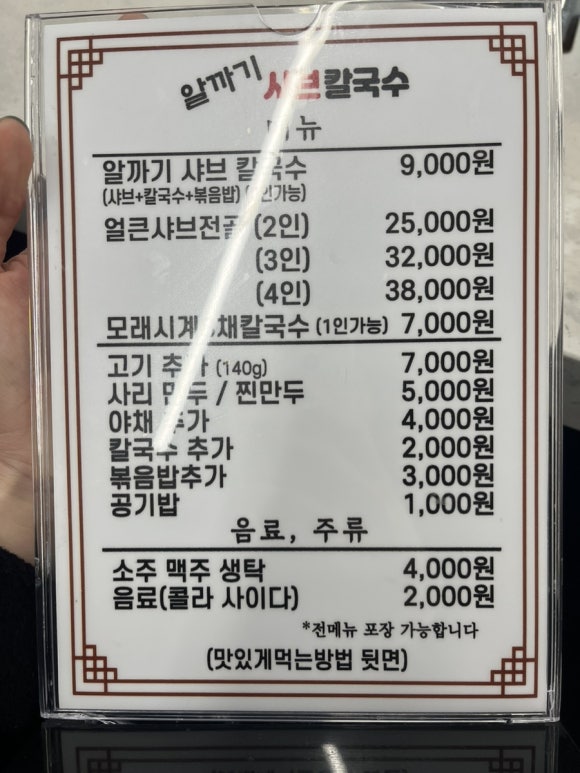 알까기 샤브칼국수
메뉴
알까기 샤브 칼국수 9,000원
(샤브+칼국수+볶음밥)
얼큰샤브전골 (2인) 25,000원
(3인) 32,000원
(4인) 38,000원
(1인가능) 7,000원
고기 추가 (140g) 7,000원
사리 만두 / 찐만두 5,000원
야채 추가 4,000원
칼국수 추가 2,000원
볶음밥추가 3,000원
공기밥 1,000원
음료, 주류
소주 맥주 생탁 4,000원
음료(콜라 사이다) 2,000원
*전메뉴 포장 가능합니다
(맛있게먹는방법 뒷면)